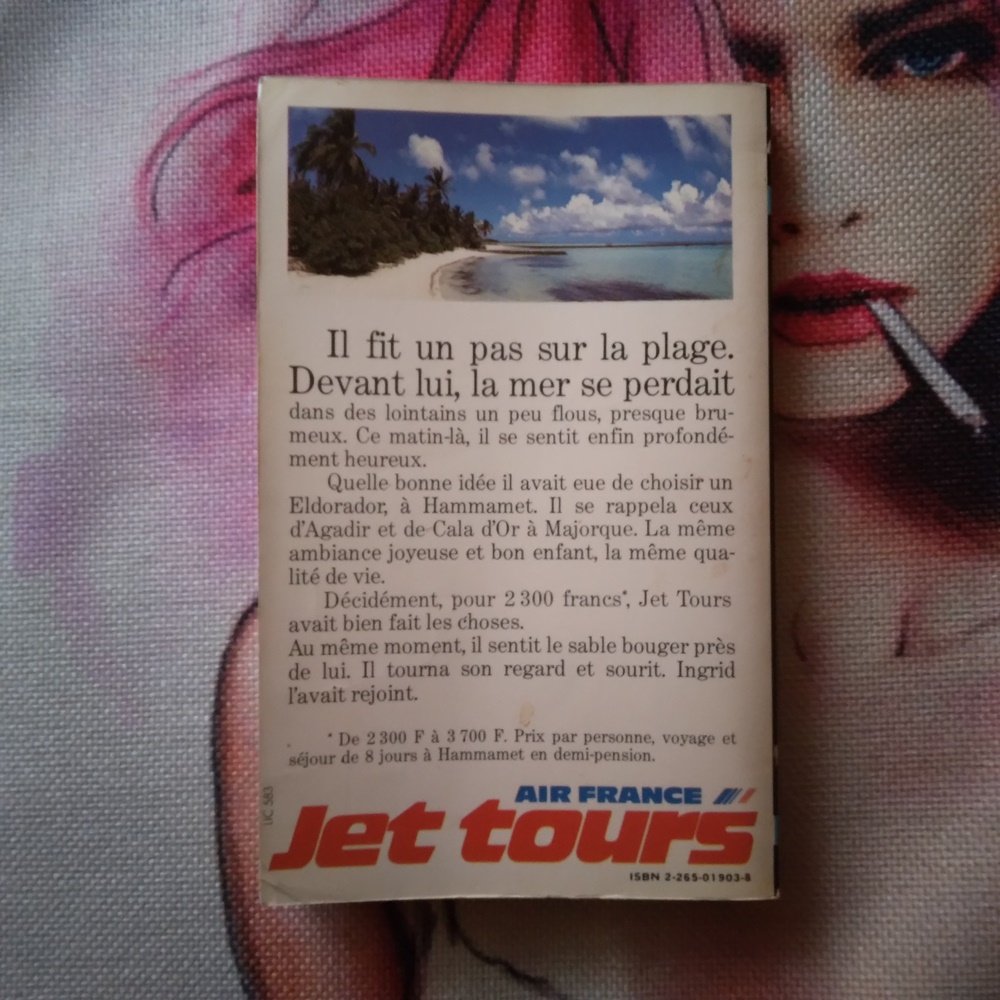 Il fit un pas sur la plage.
Devant lui, la mer se perdait
dans des lointains un peu flous, presque bru-
meux. Ce matin-là, il se sentit enfin profondé-
ment heureux.
Quelle bonne idée il avait eue de choisir un
Eldorador, à Hammamet. Il se rappela ceux
d'Agadir et de Cala d'Or à Majorque. La même
ambiance joyeuse et bon enfant, la même qua-
lité de vie.
Décidément, pour 2 300 francs*, Jet Tours
avait bien fait les choses.
Au même moment, il sentit le sable bouger près
de lui. Il tourna son regard et sourit. Ingrid
l'avait rejoint.
* De 2 300 F à 3 700 F. Prix par personne, voyage et
séjour de 8 jours à Hammamet en demi-pension.
LIC 583
AIR FRANCE
Jet tours
ISBN 2-265-01903-8